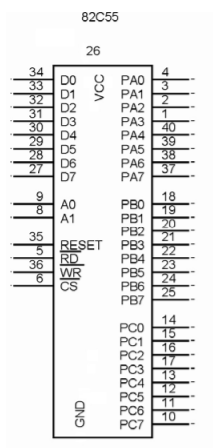 82C55
26
VCC
34 D0 PA0 4
33 D1 PA1 3
32 D2 PA2 2
31 D3 PA3 1
30 D4 PA4 40
29 D5 PA5 39
28 D6 PA6 38
27 D7 PA7 37
9 A0 PB0 18
8 A1 PB1 19
PB2 20
35 RESET PB3 21
5 RD PB4 22
36 WR PB5 23
6 CS PB6 24
PB7 25
PC0 14
PC1 15
PC2 16
PC3 17
PC4 13
PC5 12
PC6 11
PC7 10
GND